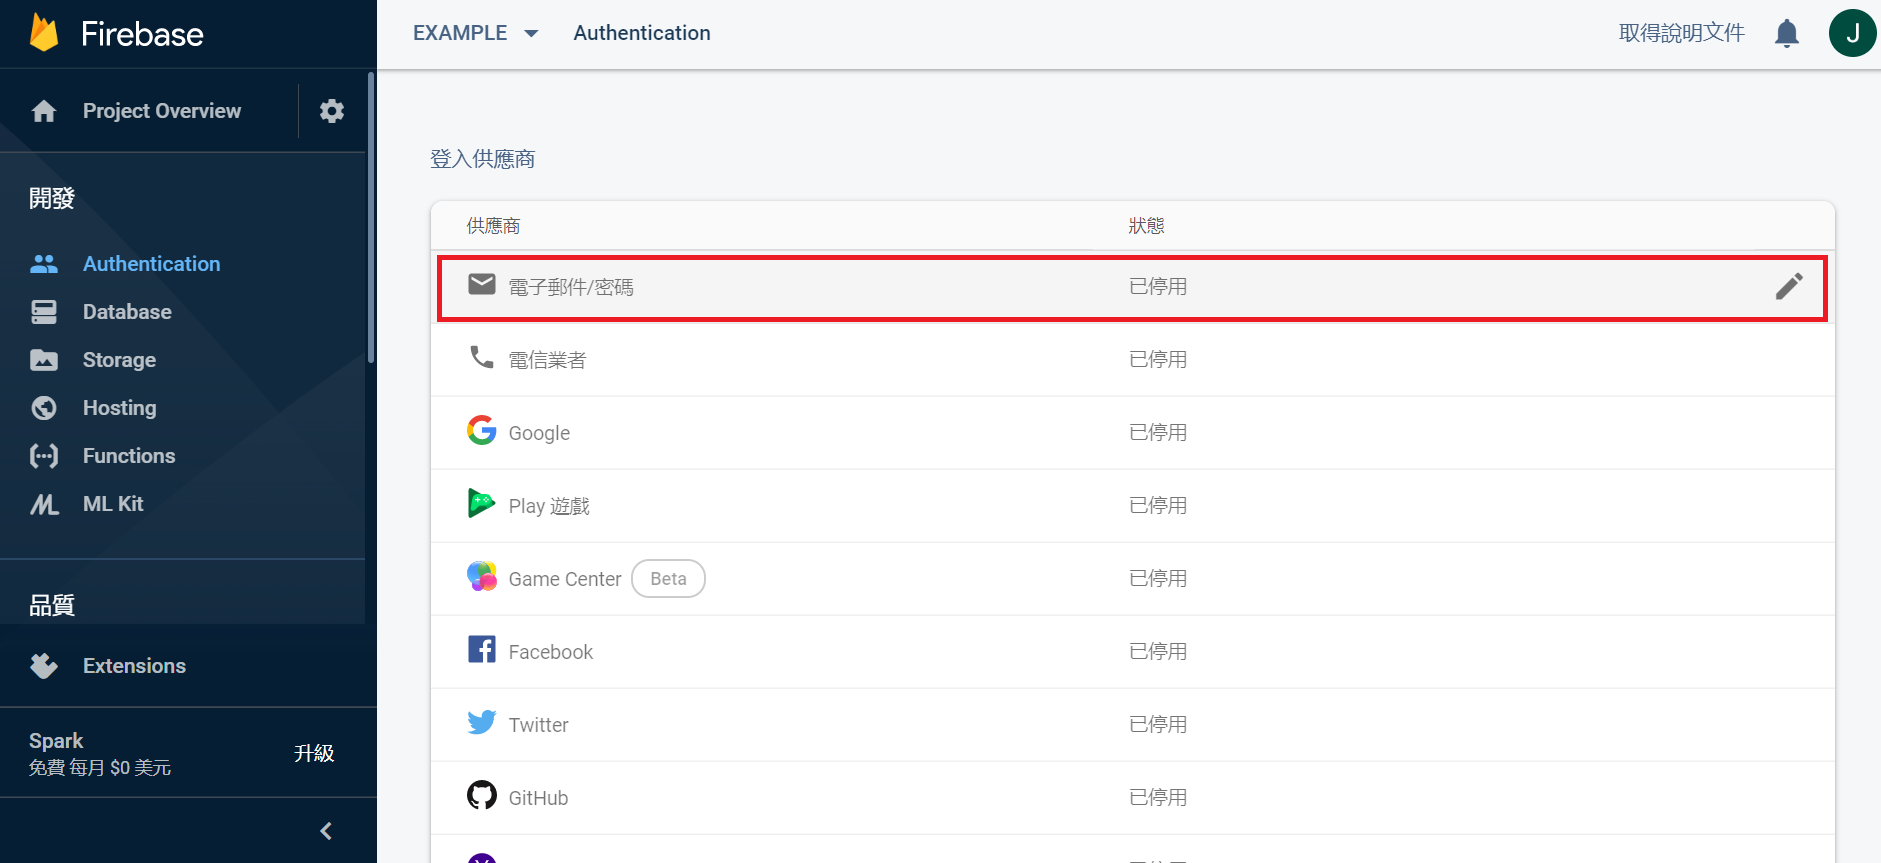 Firebase
EXAMPLE
Authentication
取得說明文件
J
Project Overview
開發
Authentication
Database
Storage
Hosting
Functions
ML Kit
品質
Extensions
Spark
免費 每月 $0 美元
升級
登入供應商
供應商 狀態
電子郵件/密碼 已停用
電信業者 已停用
Google 已停用
Play 遊戲 已停用
Game Center Beta 已停用
Facebook 已停用
Twitter 已停用
GitHub 已停用